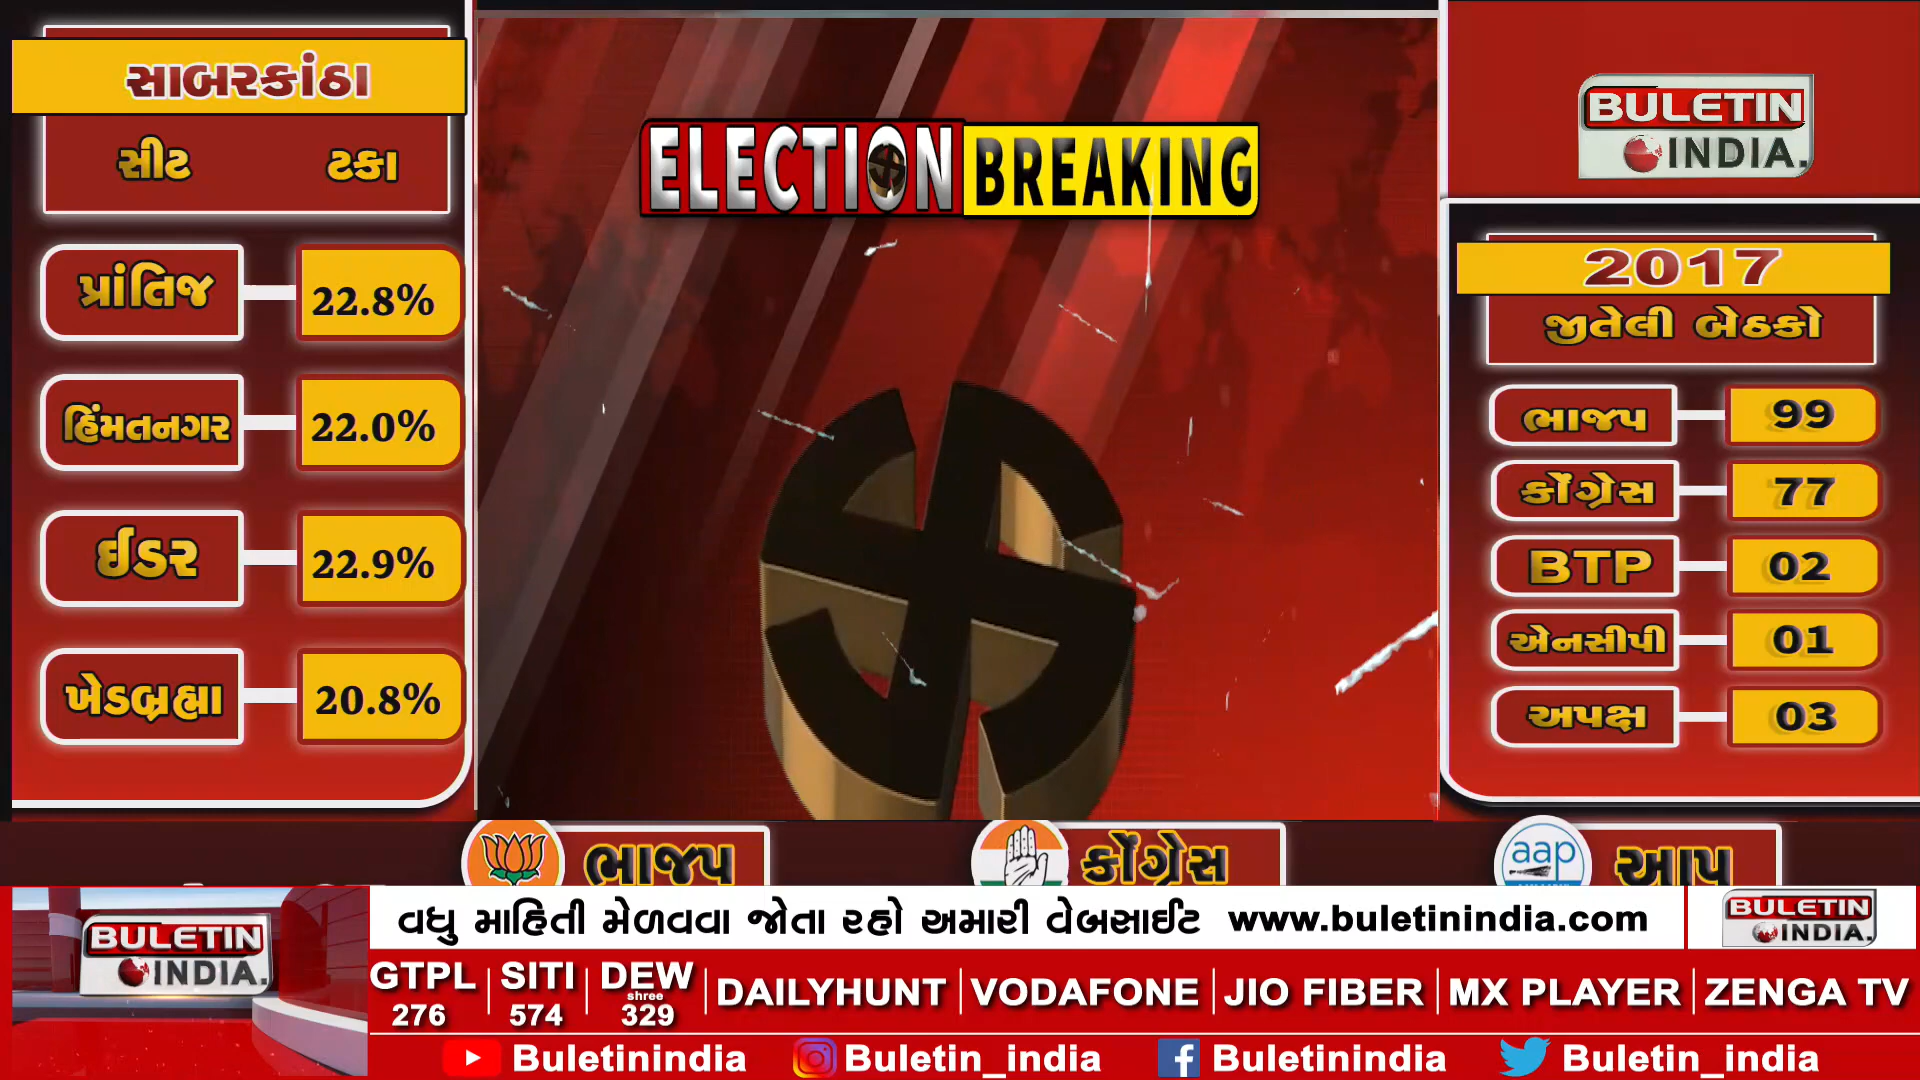 સાબરકાંઠા
સીટ ટકા
પ્રાંતિજ 22.8%
હિંમતનગર 22.0%
ઈડર 22.9%
ખેડબ્રહ્મા 20.8%
ELECTION BREAKING
BULETIN
INDIA.
2017
જીતેલી બેઠકો
ભાજપ 99
કોંગ્રેસ 77
BTP 02
એનસીપી 01
અપક્ષ 03
ભાજપ કોંગ્રેસ aap આપ
BULETIN
INDIA.
વધુ માહિતી મેળવવા જોતા રહો અમારી વેબસાઈટ www.buletinindia.com
BULETIN
INDIA.
GTPL 276 | SITI 574 | DEW shree 329 | DAILYHUNT | VODAFONE | JIO FIBER | MX PLAYER | ZENGA TV
Buletinindia Buletin_india Buletinindia Buletin_india